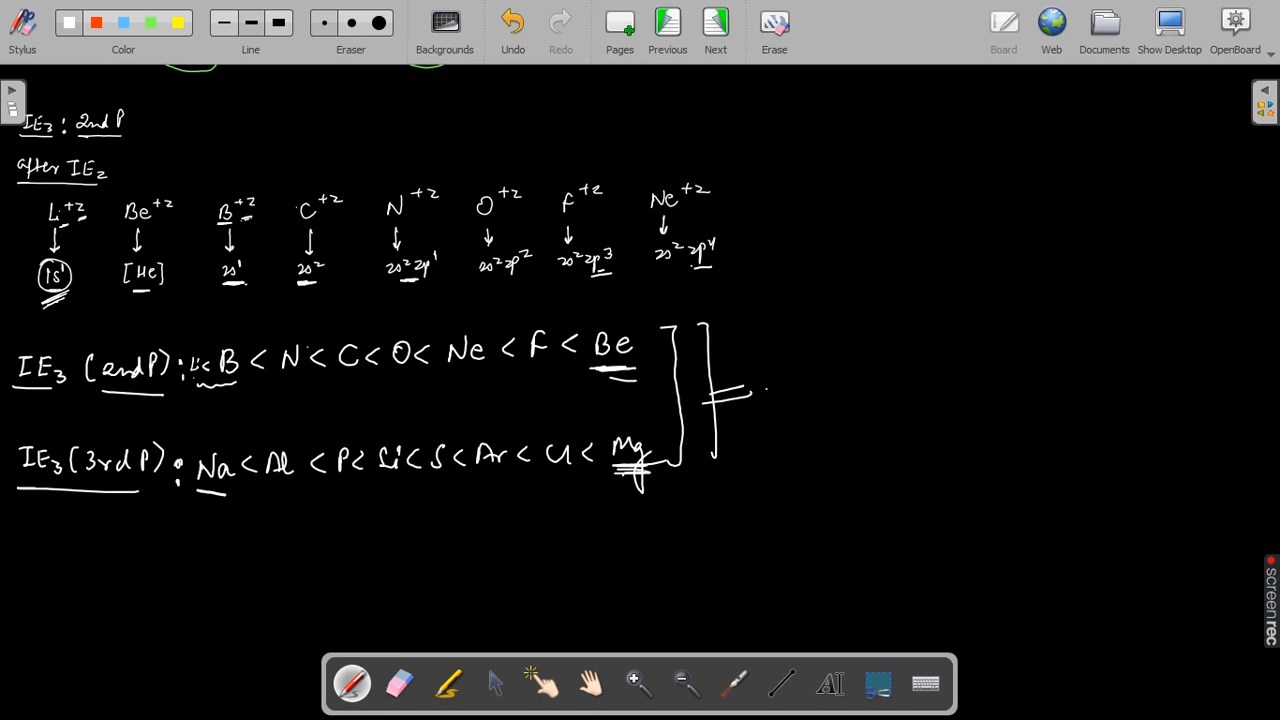 Stylus Color Line Eraser Backgrounds Undo Redo Pages Previous Next Erase Board Web Documents Show Desktop OpenBoard
IE₃ : 2nd P
after IE₂
Li⁺² Be⁺² B⁺² C⁺² N⁺² O⁺² F⁺² Ne⁺²
↓ ↓ ↓ ↓ ↓ ↓ ↓ ↓
1s¹ [He] 2s¹ 2s² 2s² 2p¹ 2s² 2p² 2s² 2p³ 2s² 2p⁴
IE₃ (2nd P) : Li < B < N < C < O < Ne < F < Be
IE₃ (3rd P) : Na < Al < P < Si < S < Ar < Cl < Mg
screenrec